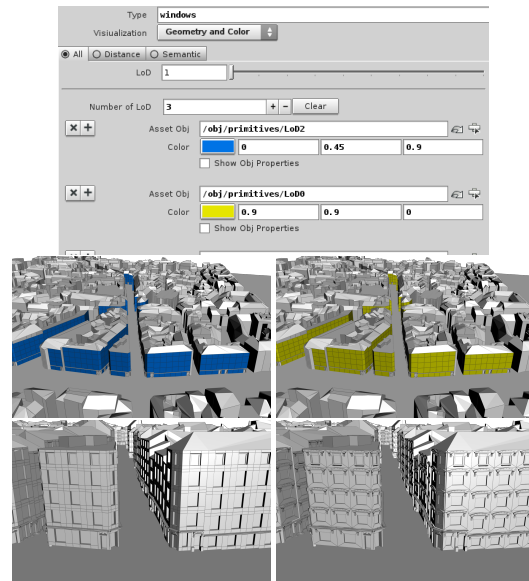 Type windows
Visiualization Geometry and Color
All Distance Semantic
LoD 1
Number of LoD 3 + − Clear
Asset Obj /obj/primitives/LoD2
Color 0 0.45 0.9
Show Obj Properties
Asset Obj /obj/primitives/LoD0
Color 0.9 0.9 0
Show Obj Properties